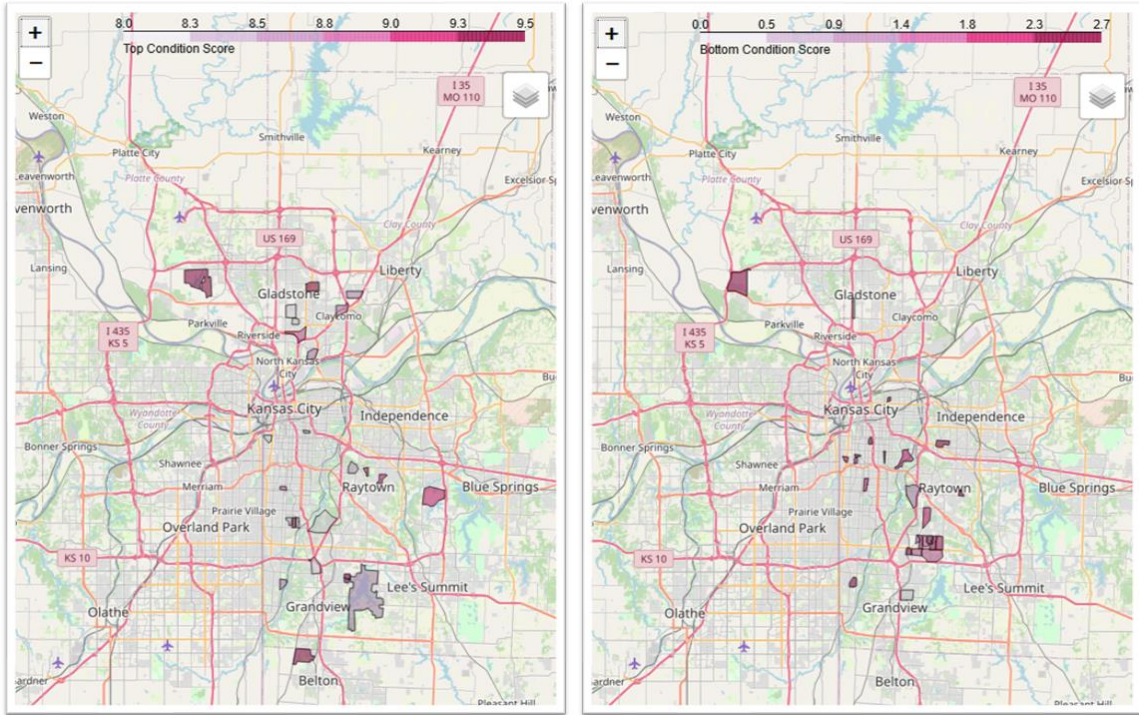 +
−
8.0 8.3 8.5 8.8 9.0 9.3 9.5
Top Condition Score
I 35
MO 110
Weston
Smithville
Platte City
Kearney
Platte County
Leavenworth
Excelsior Sp
venworth
Clay County
US 169
Lansing
Liberty
Gladstone
Claycomo
I 435
KS 5
Parkville
Riverside
North Kansas
City
Bu
Kansas City
Wyandotte
County
Independence
Bonner Springs
Shawnee
Merriam
Raytown
Blue Springs
Prairie Village
Overland Park
KS 10
Lee's Summit
Olathe
Grandview
ardner
Belton
Pleasant Hill
+
−
0.0 0.5 0.9 1.4 1.8 2.3 2.7
Bottom Condition Score
I 35
MO 110
Weston
Smithville
Platte City
Kearney
Platte County
Leavenworth
Excelsior Sp
venworth
Clay County
US 169
Lansing
Liberty
Gladstone
Claycomo
I 435
KS 5
Parkville
Riverside
North Kansas
City
Bu
Kansas City
Wyandotte
County
Independence
Bonner Springs
Shawnee
Merriam
Raytown
Blue Springs
Prairie Village
Overland Park
KS 10
Lee's Summit
Olathe
Grandview
ardner
Belton
Pleasant Hill